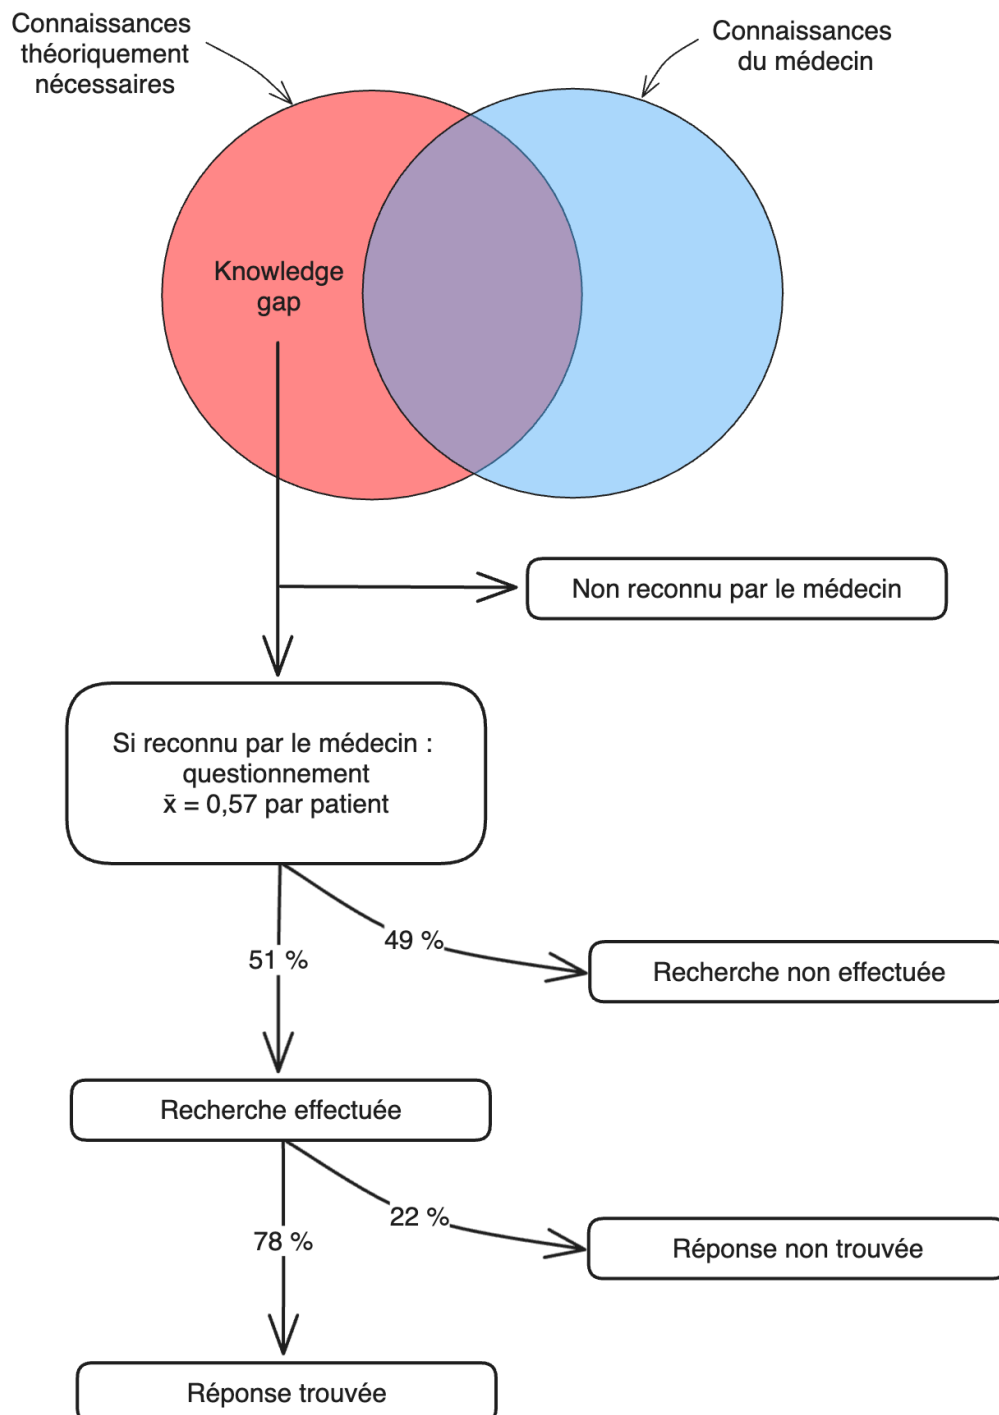 Connaissances
théoriquement
nécessaires
Connaissances
du médecin
Knowledge
gap
Non reconnu par le médecin
Si reconnu par le médecin :
questionnement
x̄ = 0,57 par patient
49 %
51 %
Recherche non effectuée
Recherche effectuée
22 %
78 %
Réponse non trouvée
Réponse trouvée